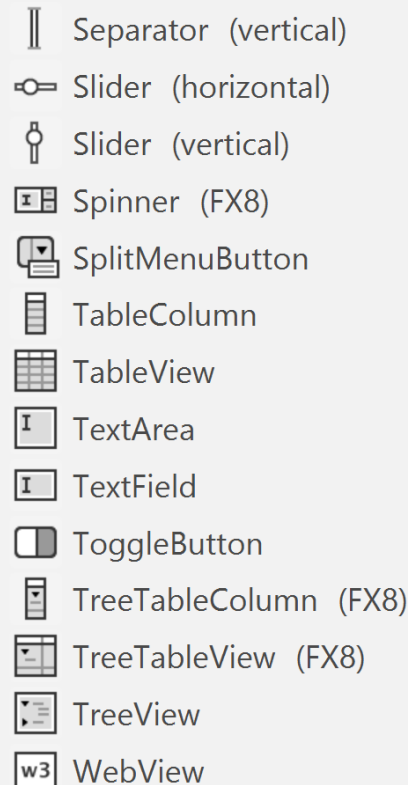 Separator (vertical)
Slider (horizontal)
Slider (vertical)
Spinner (FX8)
SplitMenuButton
TableColumn
TableView
TextArea
TextField
ToggleButton
TreeTableColumn (FX8)
TreeTableView (FX8)
TreeView
w3 WebView